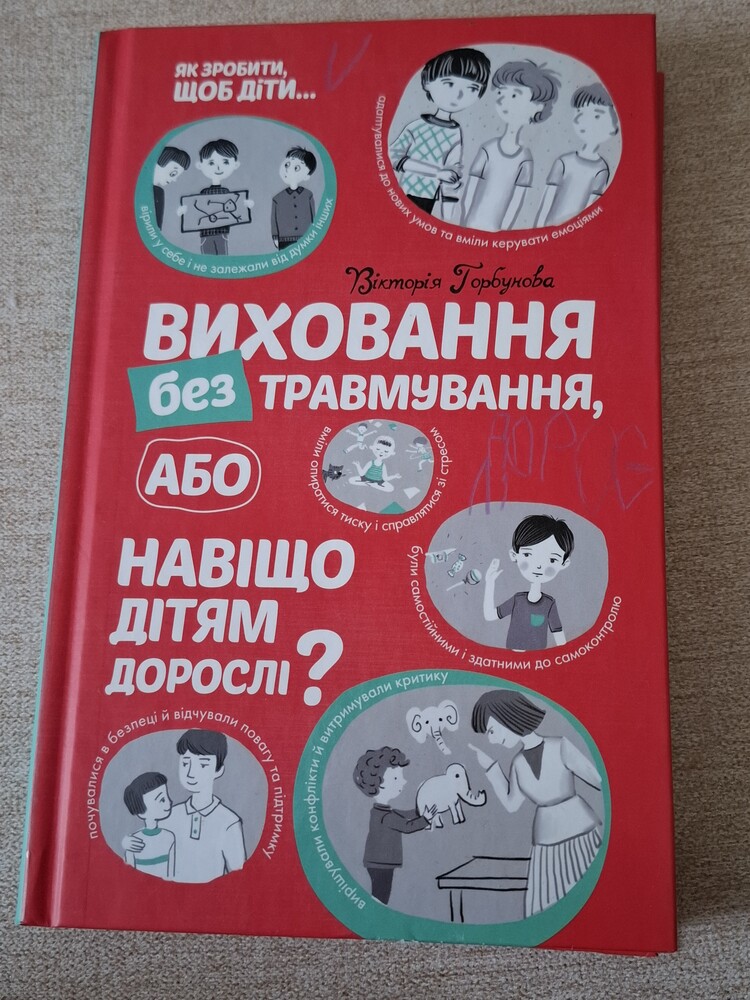 ЯК ЗРОБИТИ,
ЩОБ ДІТИ...
адаптувалися до нових умов та вміли керувати емоціями
вірили у себе і не залежали від думки інших
Вікторія Горбунова
ВИХОВАННЯ
без ТРАВМУВАННЯ,
АБО
вміли опиратися тиску і справлятися зі стресом
НАВІЩО
ДІТЯМ
ДОРОСЛІ?
були самостійними і здатними до самоконтролю
почувалися в безпеці й відчували повагу та підтримку
вирішували конфлікти й витримували критику